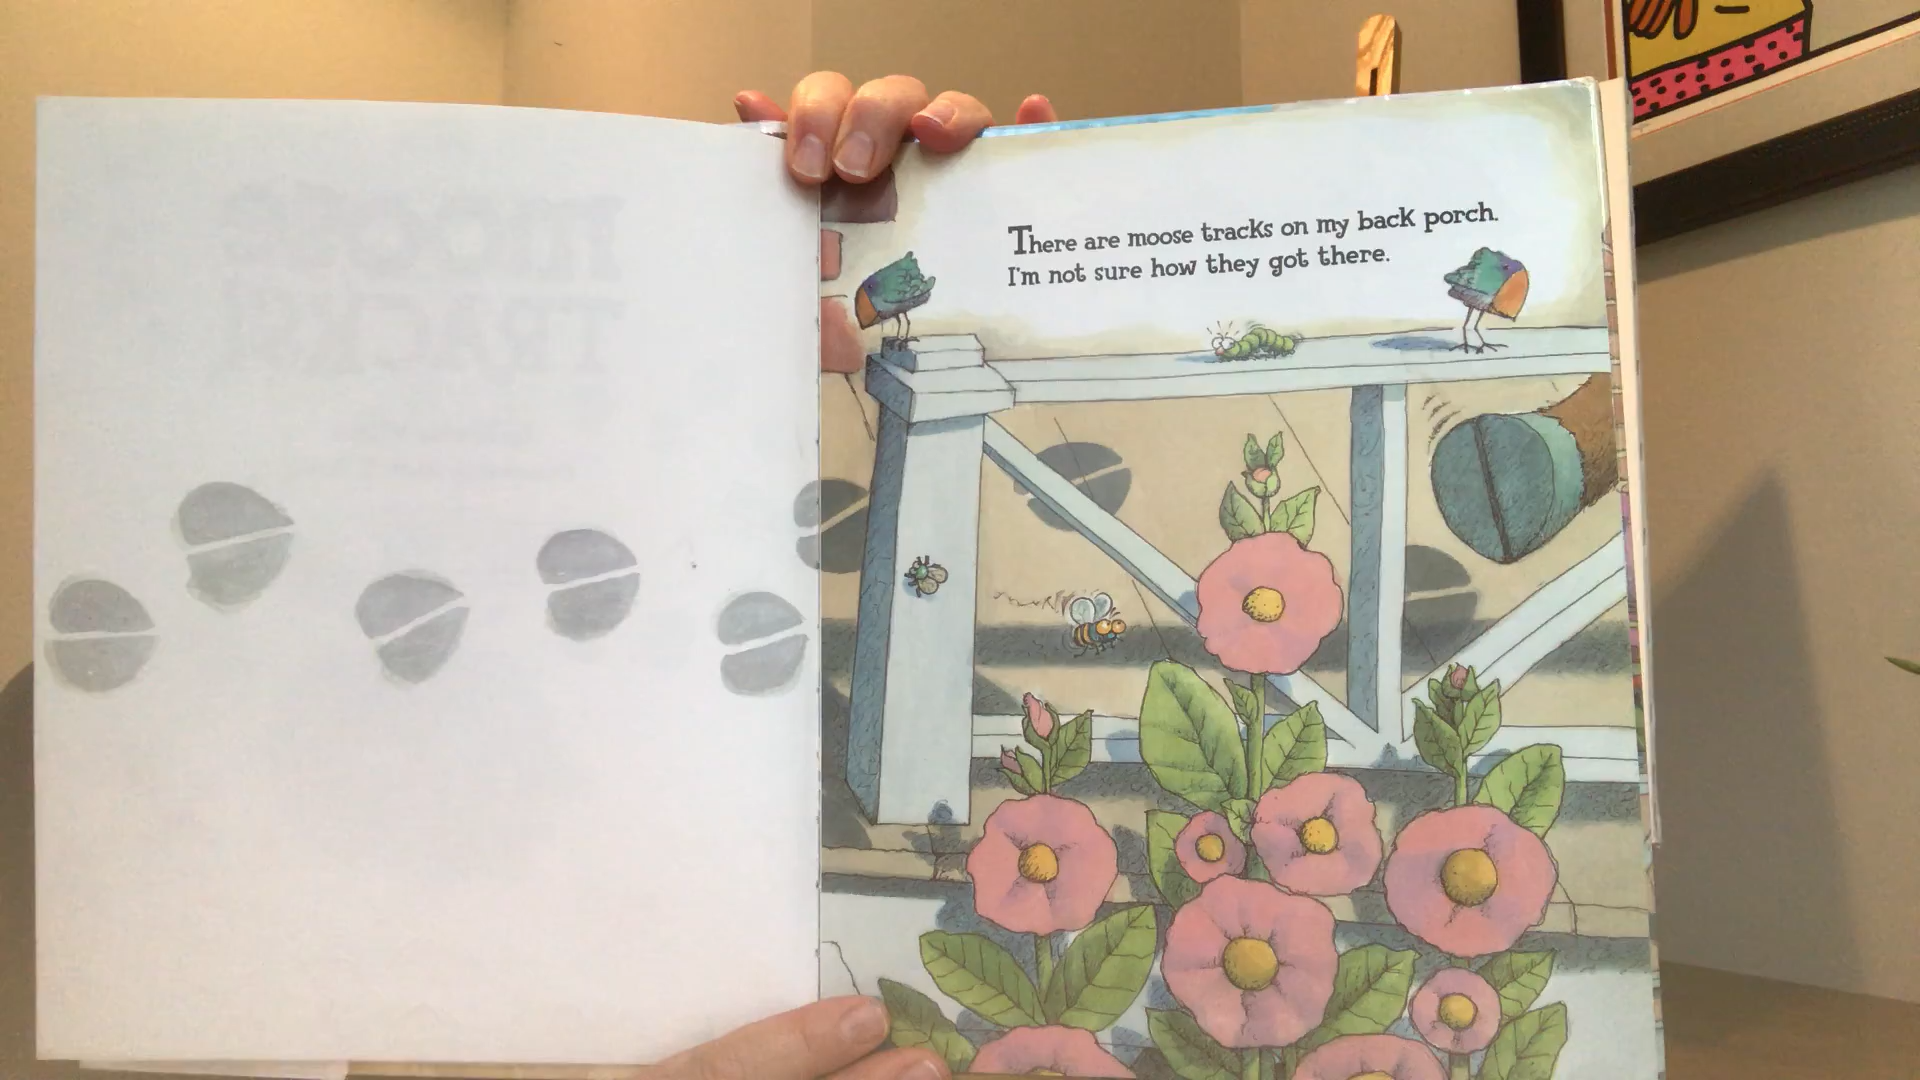 There are moose tracks on my back porch.
I'm not sure how they got there.